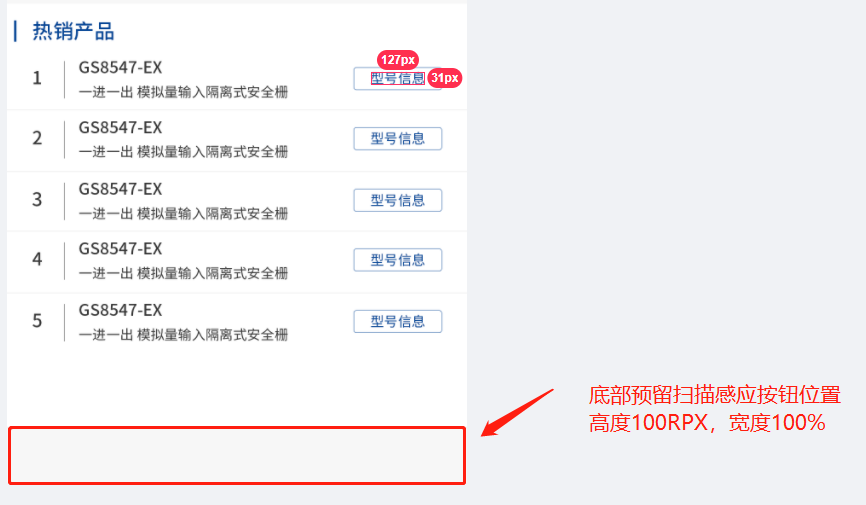 热销产品
127px
1
GS8547-EX
型号信息
31px
一进一出 模拟量输入隔离式安全栅
2
GS8547-EX
一进一出 模拟量输入隔离式安全栅
型号信息
3
GS8547-EX
一进一出 模拟量输入隔离式安全栅
型号信息
4
GS8547-EX
一进一出 模拟量输入隔离式安全栅
型号信息
5
GS8547-EX
一进一出 模拟量输入隔离式安全栅
型号信息
底部预留扫描感应按钮位置
高度100RPX，宽度100%